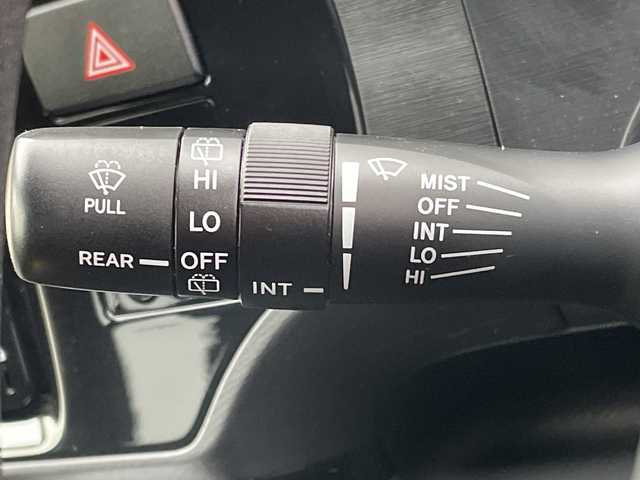 PULL
REAR
HI
LO
OFF
INT
MIST
OFF
INT
LO
HI